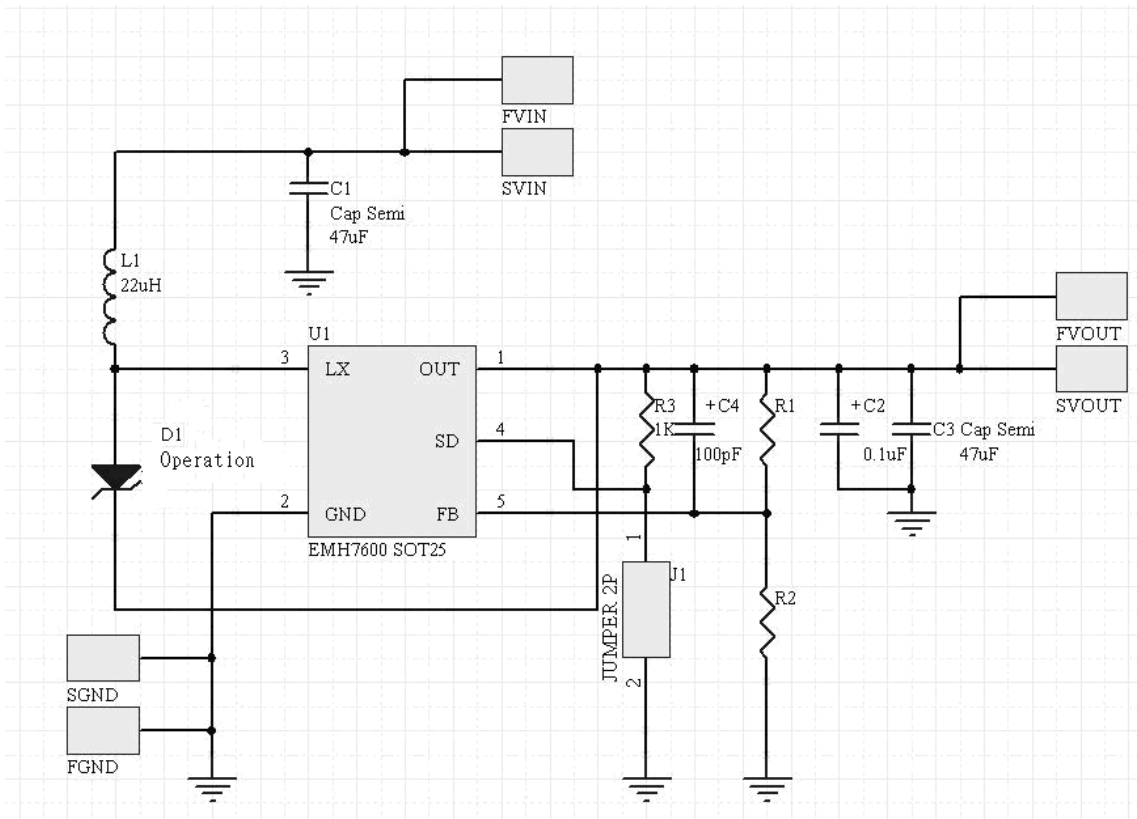 FVIN
SVIN
C1
Cap Semi
47uF
L1
22uH
FVOUT
SVOUT
U1
3
LX
OUT
1
SD
4
2
GND
FB
5
EMH7600 SOT25
D1
Operation
R3
1K
+C4
100pF
R1
+C2
0.1uF
C3 Cap Semi
47uF
1
J1
JUMPER 2P
2
R2
SGND
FGND